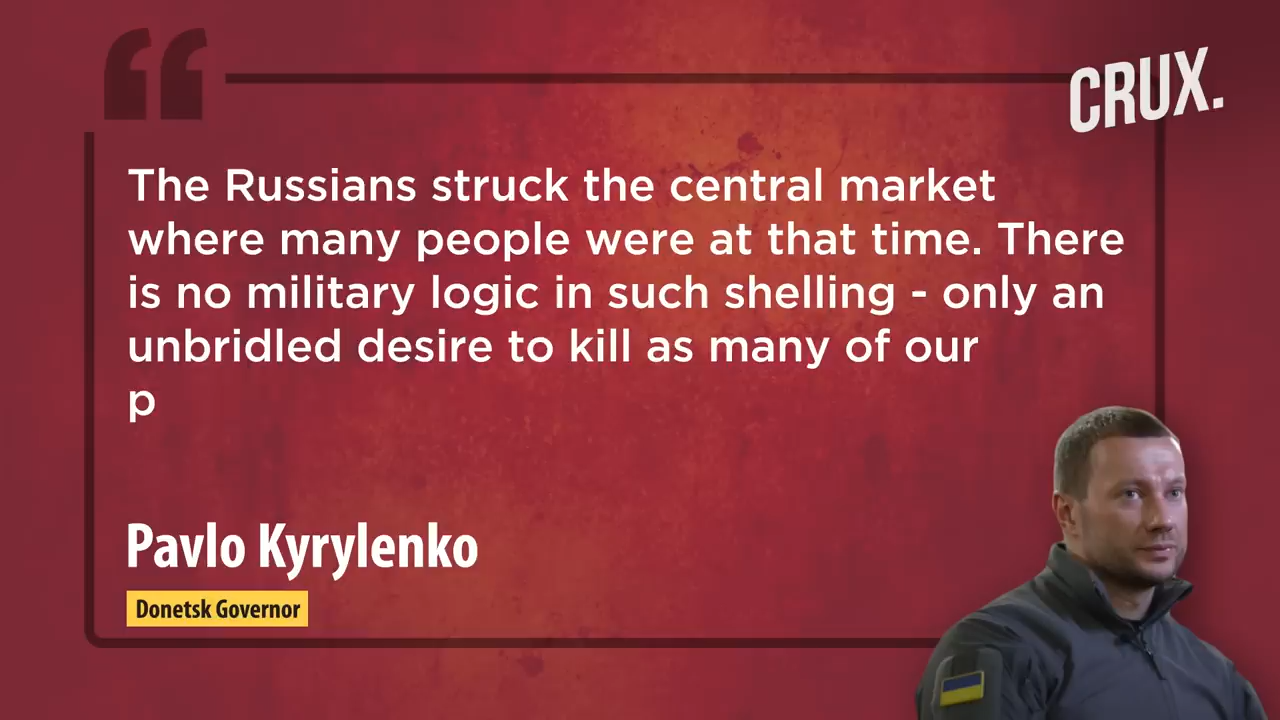 CRUX.
The Russians struck the central market
where many people were at that time. There
is no military logic in such shelling - only an
unbridled desire to kill as many of our
p
Pavlo Kyrylenko
Donetsk Governor